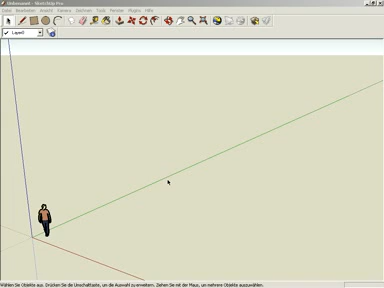 Unbenannt - SketchUp Pro
Datei Bearbeiten Ansicht Kamera Zeichnen Tools Fenster Plugins Hilfe
Layer0
Wählen Sie Objekte aus. Drücken Sie die Umschalttaste, um die Auswahl zu erweitern. Ziehen Sie mit der Maus, um mehrere Objekte auszuwählen.